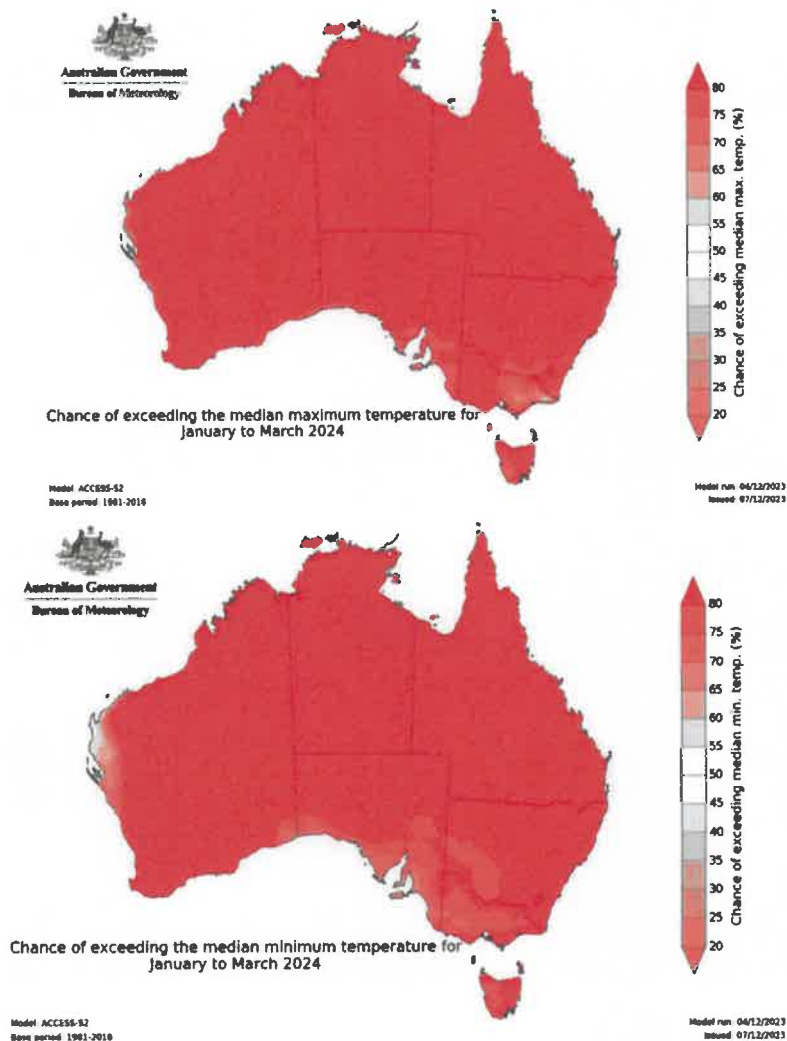 Australian Government
Bureau of Meteorology
80
75
70
65
60
55
50
45
40
35
30
25
20
Chance of exceeding median max. temp. (%)
Chance of exceeding the median maximum temperature for
January to March 2024
Model: ACCESS-S2
Base period: 1981-2016
Model run: 04/12/2023
Issued: 07/12/2023
Australian Government
Bureau of Meteorology
80
75
70
65
60
55
50
45
40
35
30
25
20
Chance of exceeding median min. temp. (%)
Chance of exceeding the median minimum temperature for
January to March 2024
Model: ACCESS-S2
Base period: 1981-2016
Model run: 04/12/2023
Issued: 07/12/2023